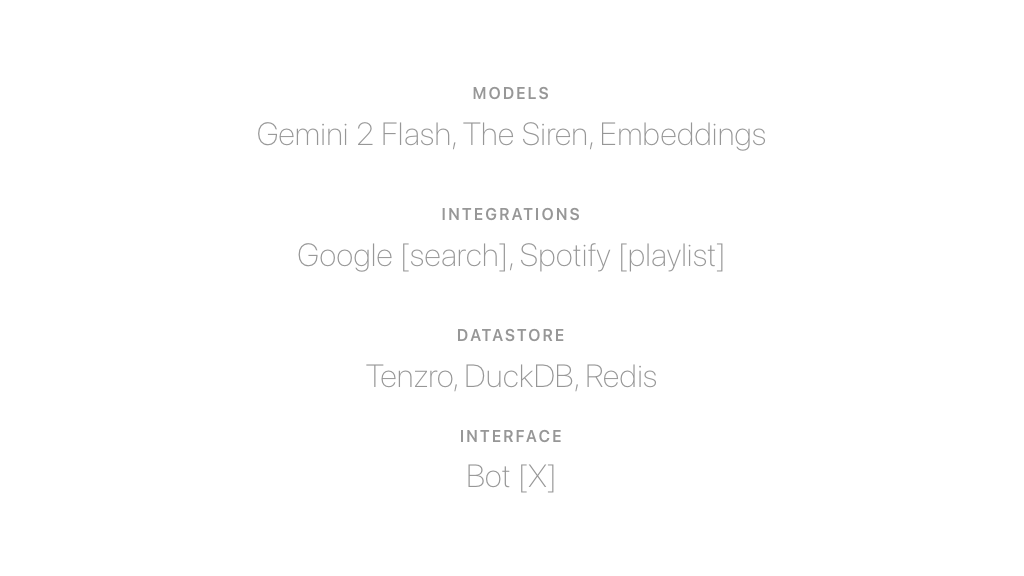 MODELS
Gemini 2 Flash, The Siren, Embeddings
INTEGRATIONS
Google [search], Spotify [playlist]
DATASTORE
Tenzro, DuckDB, Redis
INTERFACE
Bot [X]